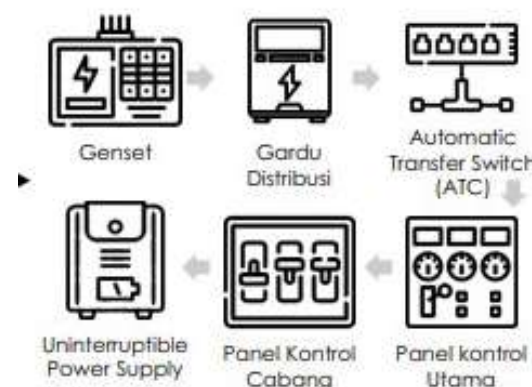 Genset
Gardu
Distribusi
Automatic
Transfer Switch
(ATC)
Uninterruptible
Power Supply
Panel Kontrol
Cabang
Panel kontrol
Utama